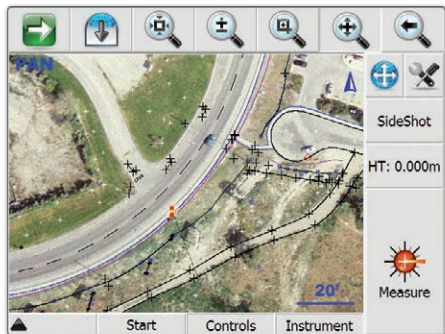 PAN
SideShot
HT: 0.000m
Measure
20'
Start Controls Instrument